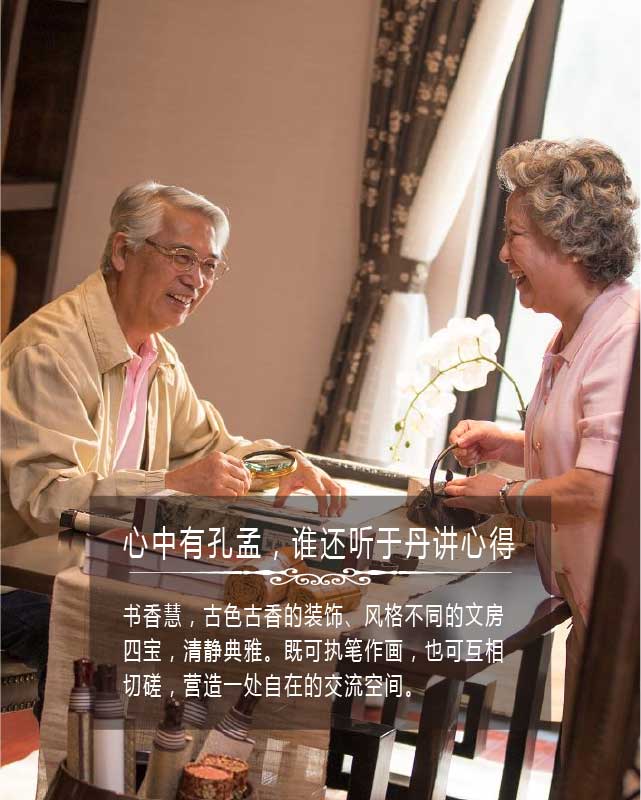 心中有孔孟，谁还听于丹讲心得
书香慧，古色古香的装饰、风格不同的文房
四宝，清静典雅。既可执笔作画，也可互相
切磋，营造一处自在的交流空间。